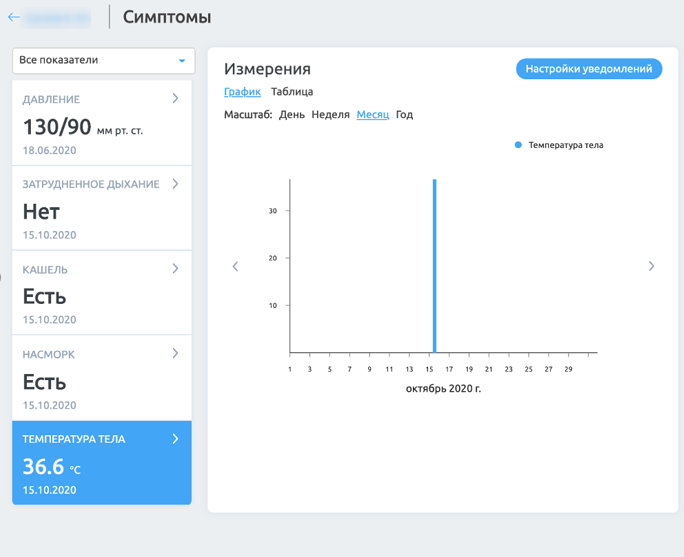 Симптомы
Все показатели
ДАВЛЕНИЕ
130/90 мм рт. ст.
18.06.2020
ЗАТРУДНЕННОЕ ДЫХАНИЕ
Нет
15.10.2020
КАШЕЛЬ
Есть
15.10.2020
НАСМОРК
Есть
15.10.2020
ТЕМПЕРАТУРА ТЕЛА
36.6 °C
15.10.2020
Измерения
Настройки уведомлений
График Таблица
Масштаб: День Неделя Месяц Год
Температура тела
30
20
10
1 3 5 7 9 11 13 15 17 19 21 23 25 27 29
октябрь 2020 г.